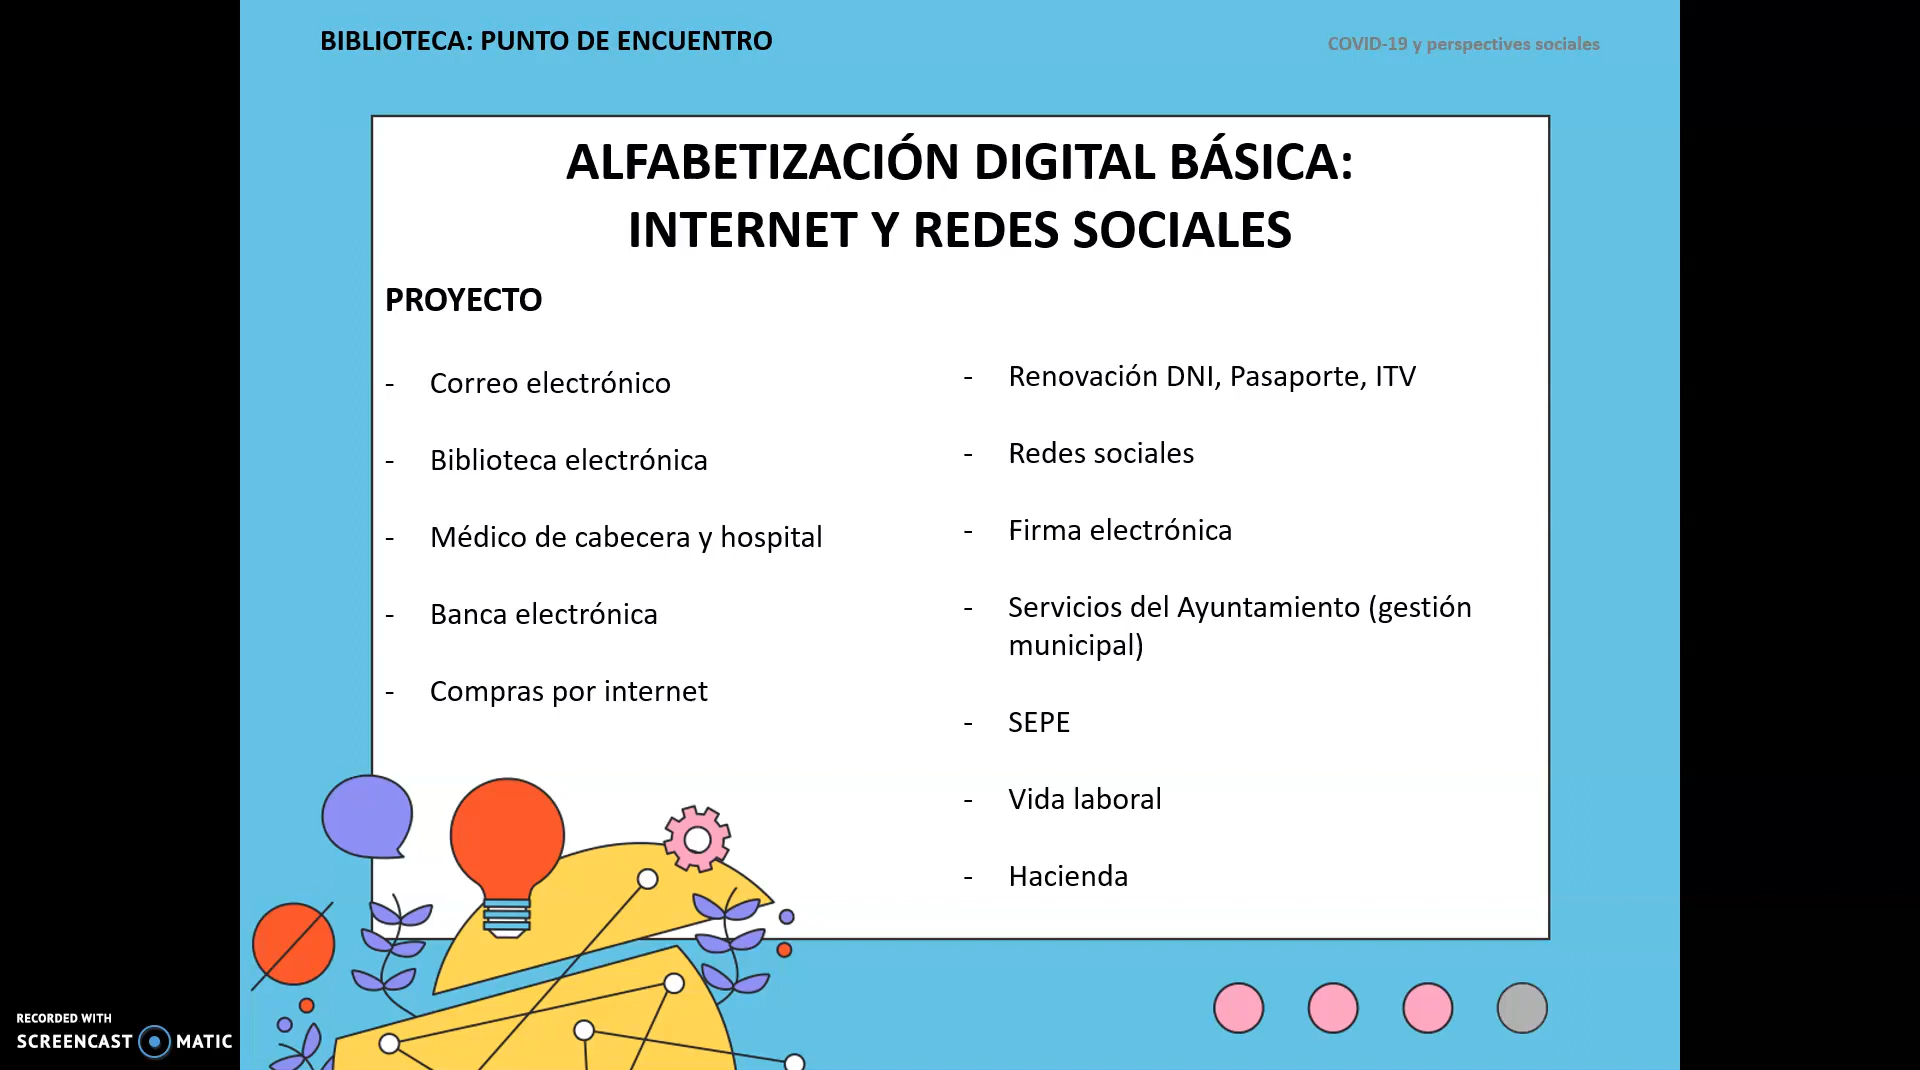 BIBLIOTECA: PUNTO DE ENCUENTRO
COVID-19 y perspectives sociales
ALFABETIZACIÓN DIGITAL BÁSICA:
INTERNET Y REDES SOCIALES
PROYECTO
- Correo electrónico
- Biblioteca electrónica
- Médico de cabecera y hospital
- Banca electrónica
- Compras por internet
- Renovación DNI, Pasaporte, ITV
- Redes sociales
- Firma electrónica
- Servicios del Ayuntamiento (gestión
municipal)
- SEPE
- Vida laboral
- Hacienda
RECORDED WITH
SCREENCAST MATIC